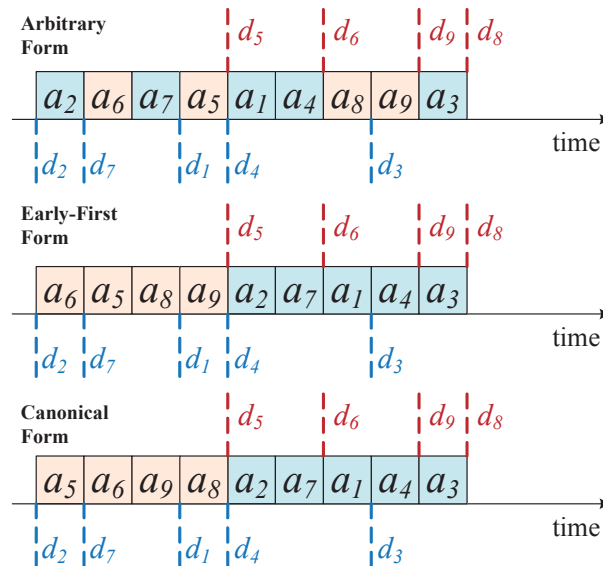 Arbitrary
Form
d5 d6 d9 d8
a2 a6 a7 a5 a1 a4 a8 a9 a3
time
d2 d7 d1 d4 d3
Early-First
Form
d5 d6 d9 d8
a6 a5 a8 a9 a2 a7 a1 a4 a3
time
d2 d7 d1 d4 d3
Canonical
Form
d5 d6 d9 d8
a5 a6 a9 a8 a2 a7 a1 a4 a3
time
d2 d7 d1 d4 d3